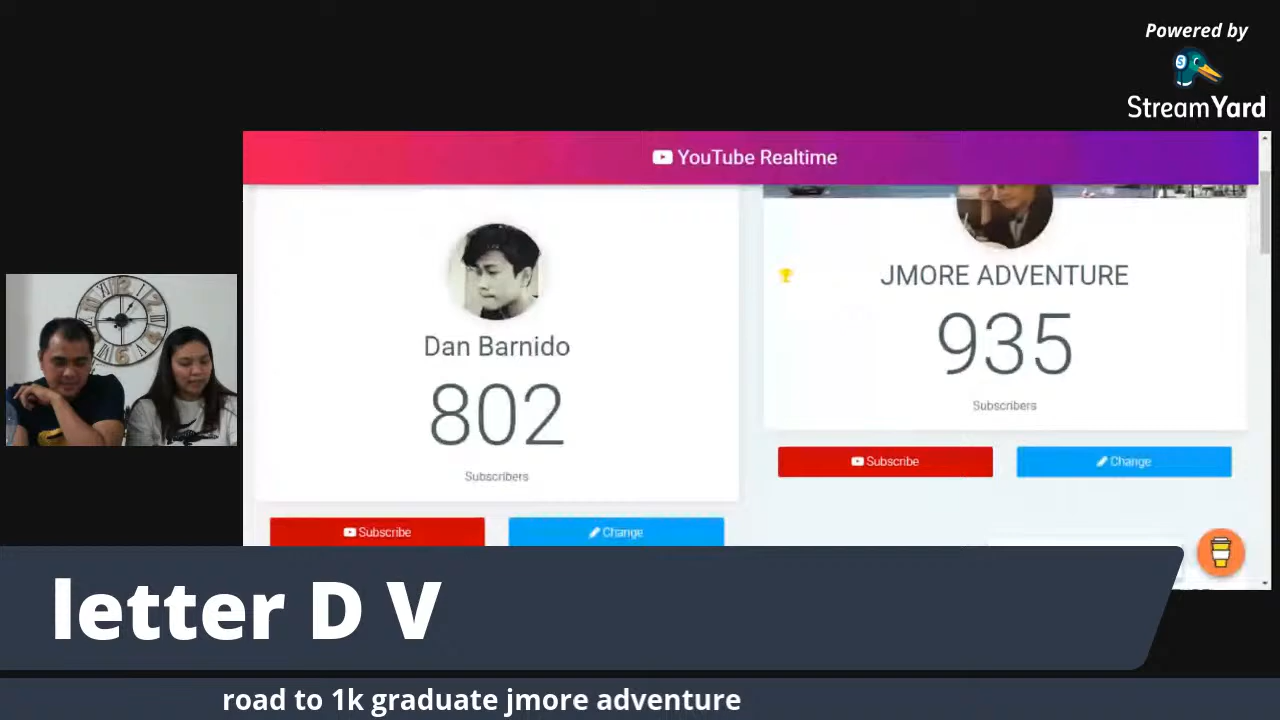 Powered by
StreamYard
YouTube Realtime
Dan Barnido
802
Subscribers
Subscribe
Change
JMORE ADVENTURE
935
Subscribers
Subscribe
Change
letter D V
road to 1k graduate jmore adventure